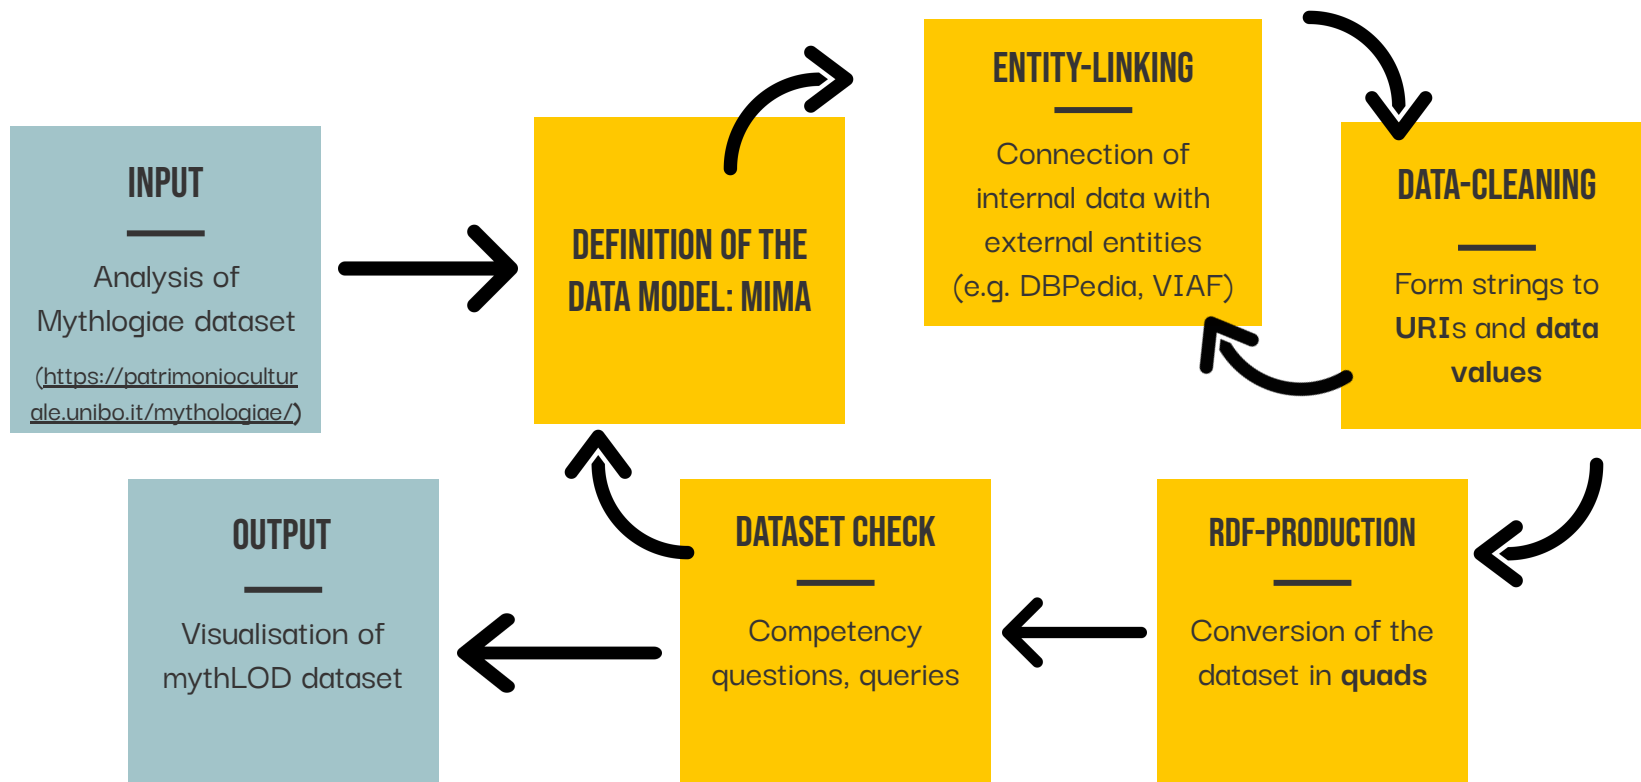 INPUT
Analysis of
Mythlogiae dataset
(https://patrimoniocultur
ale.unibo.it/mythologiae/)
DEFINITION OF THE
DATA MODEL: MIMA
ENTITY-LINKING
Connection of
internal data with
external entities
(e.g. DBPedia, VIAF)
DATA-CLEANING
Form strings to
URIs and data
values
RDF-PRODUCTION
Conversion of the
dataset in quads
DATASET CHECK
Competency
questions, queries
OUTPUT
Visualisation of
mythLOD dataset